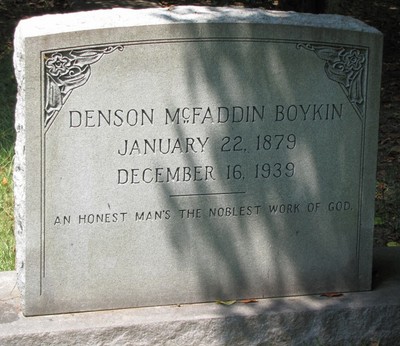 DENSON McFADDIN BOYKIN
JANUARY 22, 1879
DECEMBER 16, 1939
AN HONEST MAN'S THE NOBLEST WORK OF GOD.